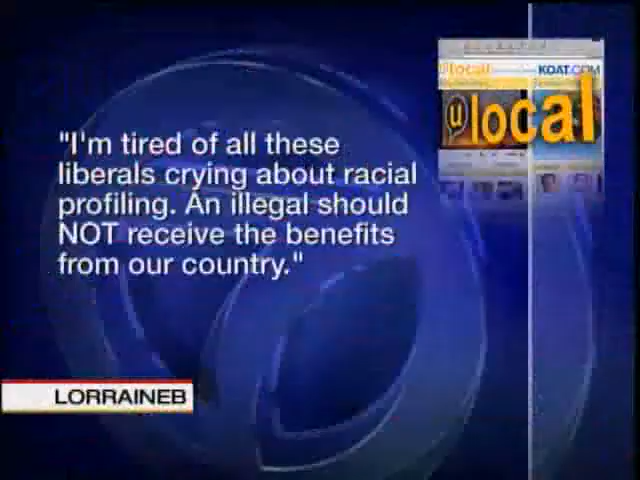 "I'm tired of all these
liberals crying about racial
profiling. An illegal should
NOT receive the benefits
from our country."
ulocal
KOAT.COM
u local
LORRAINEB